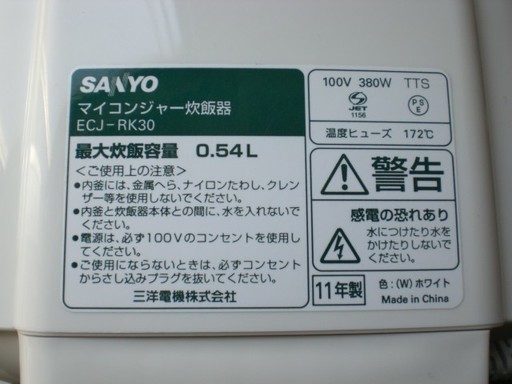 SANYO
マイコンジャー炊飯器
ECJ-RK30
最大炊飯容量 0.54L
<ご使用上の注意>
●内釜には、金属へら、ナイロンたわし、クレン
ザー等を使用しないでください。
●内釜と炊飯器本体との間に、水を入れないで
ください。
●電源は、必ず100Vのコンセントを使用し
てください。
●ご使用にならないときは、必ずコンセント
からさし込みプラグを抜いてください。
三洋電機株式会社
100V 380W TTS
S JET 1156
PSE
温度ヒューズ 172℃
警告
感電の恐れあり
水につけたり水を
かけたりしないで
ください。
11年製
色:(W)ホワイト
Made in China